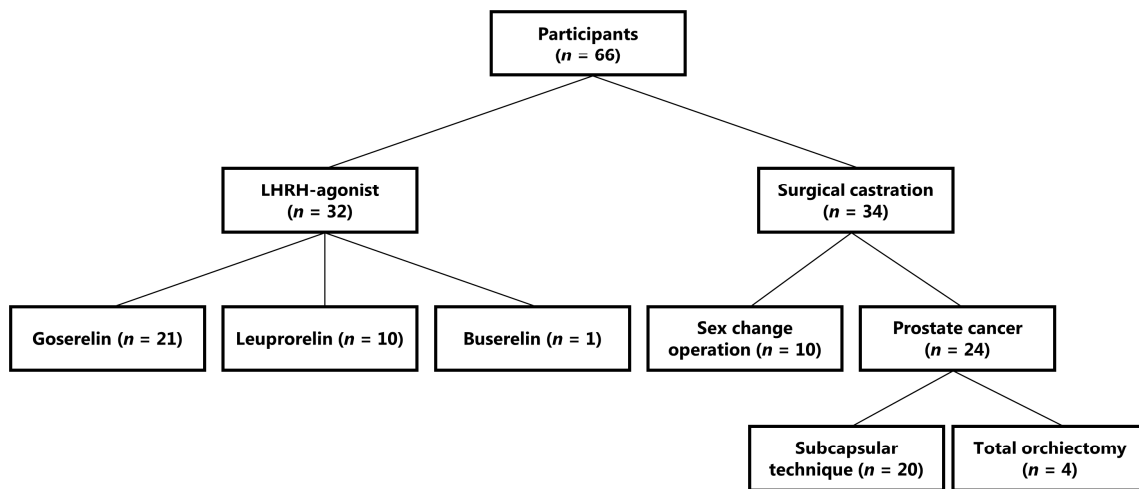 Participants
(n = 66)
LHRH-agonist
(n = 32)
Surgical castration
(n = 34)
Goserelin (n = 21)
Leuprorelin (n = 10)
Buserelin (n = 1)
Sex change
operation (n = 10)
Prostate cancer
(n = 24)
Subcapsular
technique (n = 20)
Total orchiectomy
(n = 4)